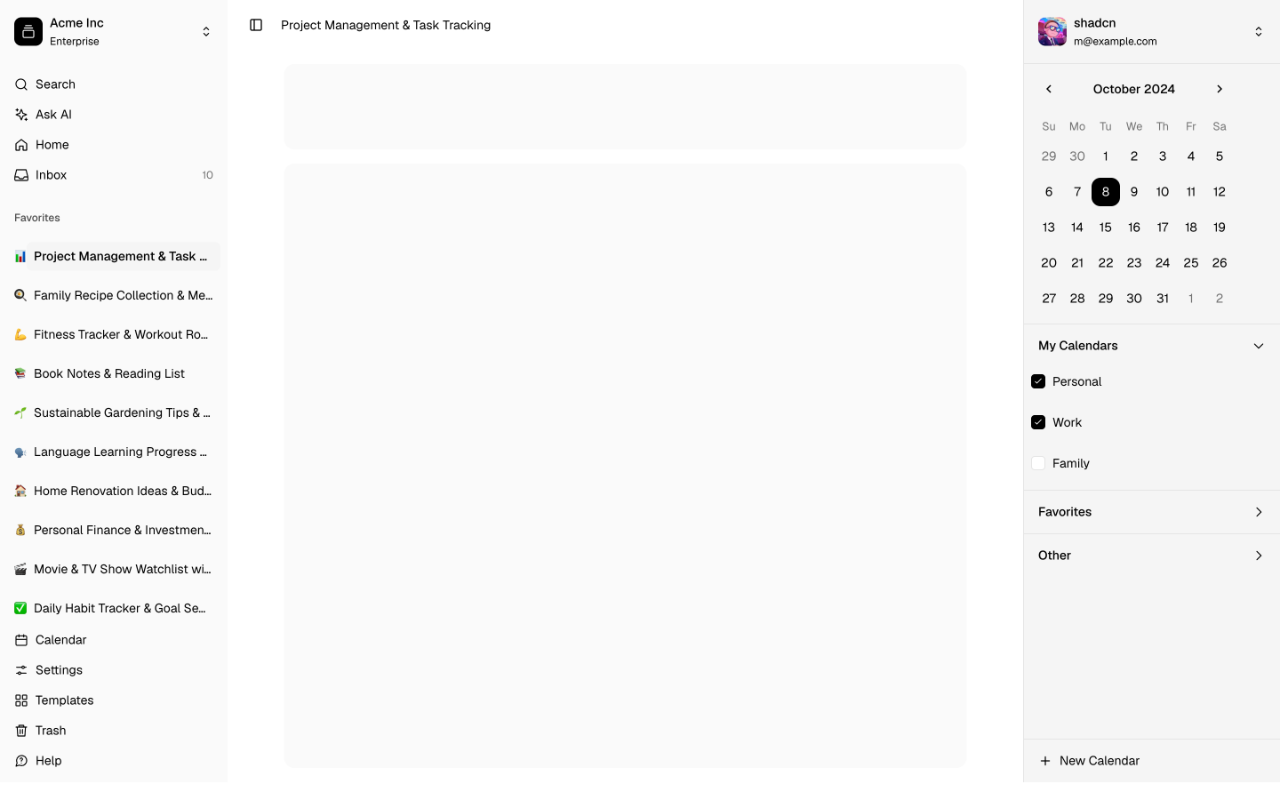 Acme Inc
Enterprise
Search
Ask AI
Home
Inbox 10
Favorites
Project Management & Task ...
Family Recipe Collection & Me...
Fitness Tracker & Workout Ro...
Book Notes & Reading List
Sustainable Gardening Tips & ...
Language Learning Progress ...
Home Renovation Ideas & Bud...
Personal Finance & Investmen...
Movie & TV Show Watchlist wi...
Daily Habit Tracker & Goal Se...
Calendar
Settings
Templates
Trash
Help
Project Management & Task Tracking
shadcn
m@example.com
October 2024
Su Mo Tu We Th Fr Sa
29 30 1 2 3 4 5
6 7 8 9 10 11 12
13 14 15 16 17 18 19
20 21 22 23 24 25 26
27 28 29 30 31 1 2
My Calendars
Personal
Work
Family
Favorites
Other
New Calendar